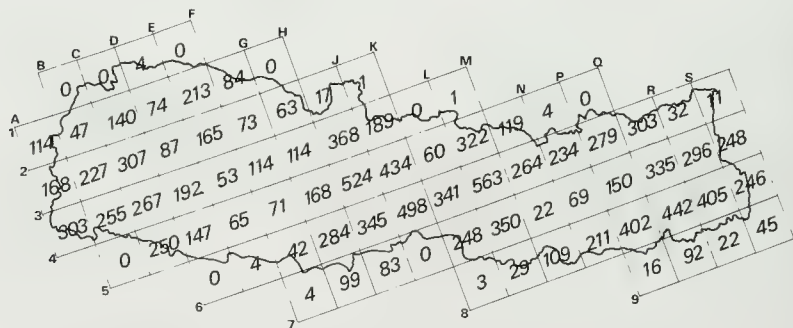 A B C D E F G H J K L M N P Q R S
0 0 4 0
1 114 47 140 74 213 84 0
2 168 227 307 87 165 73 63 17 1
3 303 255 267 192 53 114 114 368 189 0 1
4 0 250 147 65 71 168 524 434 60 322 119 4 0
5 0 4 42 284 345 498 341 563 264 234 279 303 32 11
6 4 99 83 0 248 350 22 69 150 335 296 248
7 3 29 109 211 402 442 405 246
8 16 92 22 45
9